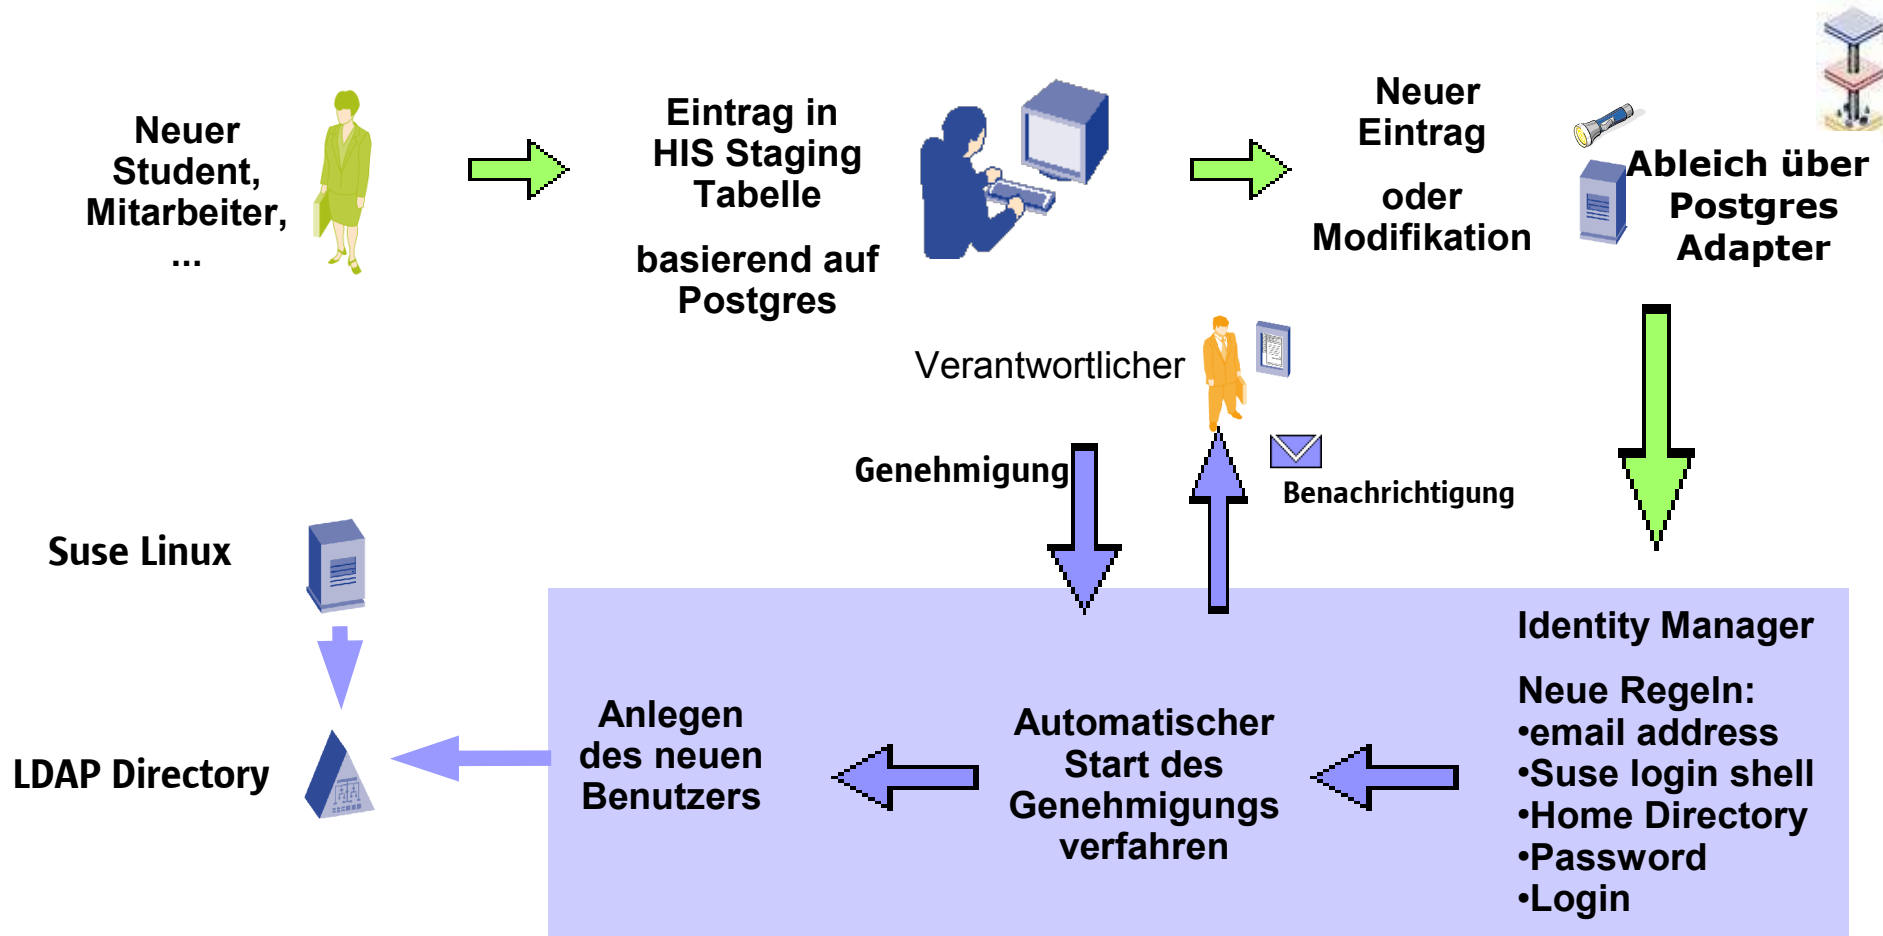 Neuer
Student,
Mitarbeiter,
...
Eintrag in
HIS Staging
Tabelle
basierend auf
Postgres
Neuer
Eintrag
oder
Modifikation
Ableich über
Postgres
Adapter
Verantwortlicher
Genehmigung
Benachrichtigung
Suse Linux
LDAP Directory
Anlegen
des neuen
Benutzers
Automatischer
Start des
Genehmigungs
verfahren
Identity Manager
Neue Regeln:
•email address
•Suse login shell
•Home Directory
•Password
•Login